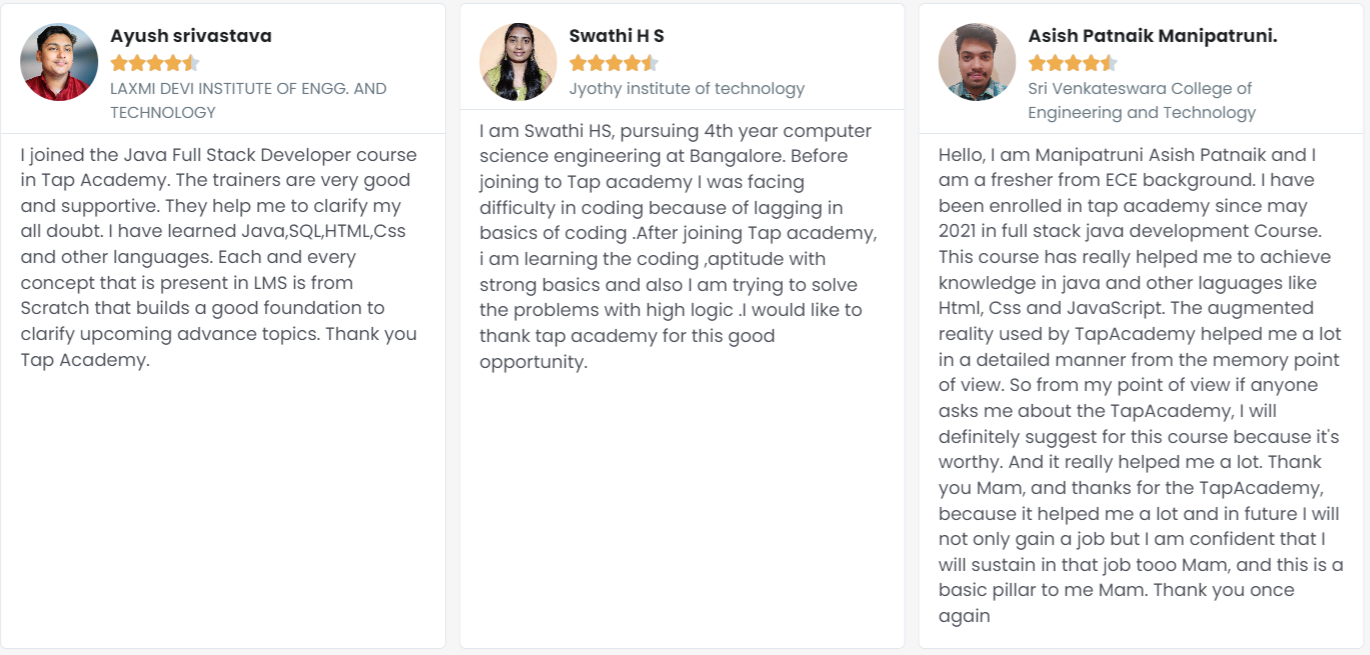 Ayush srivastava
LAXMI DEVI INSTITUTE OF ENGG. AND
TECHNOLOGY
I joined the Java Full Stack Developer course
in Tap Academy. The trainers are very good
and supportive. They help me to clarify my
all doubt. I have learned Java,SQL,HTML,Css
and other languages. Each and every
concept that is present in LMS is from
Scratch that builds a good foundation to
clarify upcoming advance topics. Thank you
Tap Academy.
Swathi H S
Jyothy institute of technology
I am Swathi HS, pursuing 4th year computer
science engineering at Bangalore. Before
joining to Tap academy I was facing
difficulty in coding because of lagging in
basics of coding .After joining Tap academy,
i am learning the coding ,aptitude with
strong basics and also I am trying to solve
the problems with high logic .I would like to
thank tap academy for this good
opportunity.
Asish Patnaik Manipatruni.
Sri Venkateswara College of
Engineering and Technology
Hello, I am Manipatruni Asish Patnaik and I
am a fresher from ECE background. I have
been enrolled in tap academy since may
2021 in full stack java development Course.
This course has really helped me to achieve
knowledge in java and other laguages like
Html, Css and JavaScript. The augmented
reality used by TapAcademy helped me a lot
in a detailed manner from the memory point
of view. So from my point of view if anyone
asks me about the TapAcademy, I will
definitely suggest for this course because it's
worthy. And it really helped me a lot. Thank
you Mam, and thanks for the TapAcademy,
because it helped me a lot and in future I will
not only gain a job but I am confident that I
will sustain in that job tooo Mam, and this is a
basic pillar to me Mam. Thank you once
again